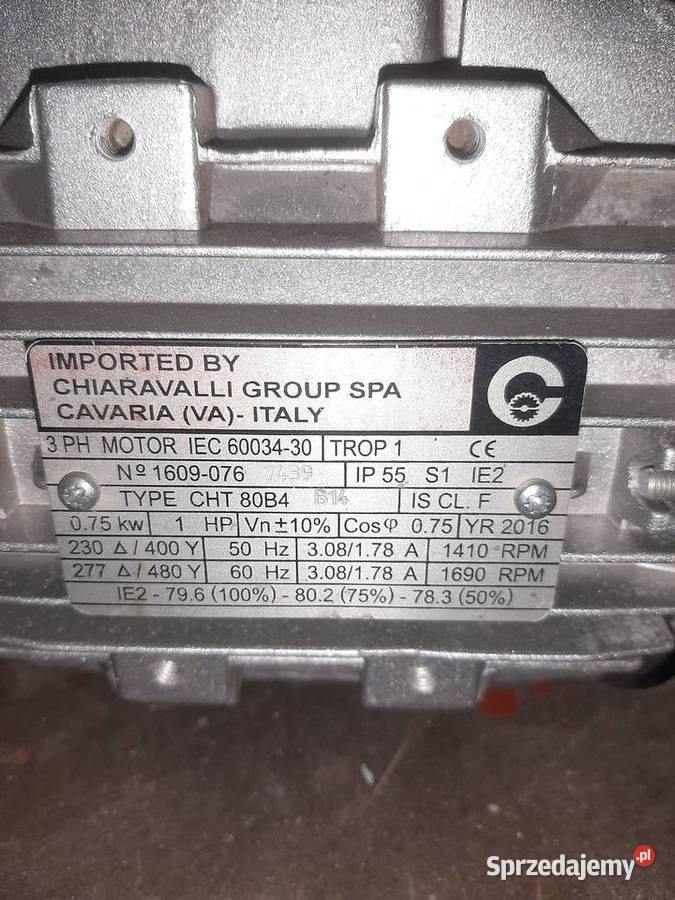 IMPORTED BY
CHIARAVALLI GROUP SPA
CAVARIA (VA)- ITALY
3 PH MOTOR IEC 60034-30 TROP 1 CE
Nº 1609-076 7439 IP 55 S1 IE2
TYPE CHT 80B4 B14 IS CL. F
0.75 kw 1 HP Vn ±10% Cosφ 0.75 YR 2016
230 Δ / 400 Y 50 Hz 3.08/1.78 A 1410 RPM
277 Δ / 480 Y 60 Hz 3.08/1.78 A 1690 RPM
IE2 - 79.6 (100%) - 80.2 (75%) - 78.3 (50%)
Sprzedajemy.pl